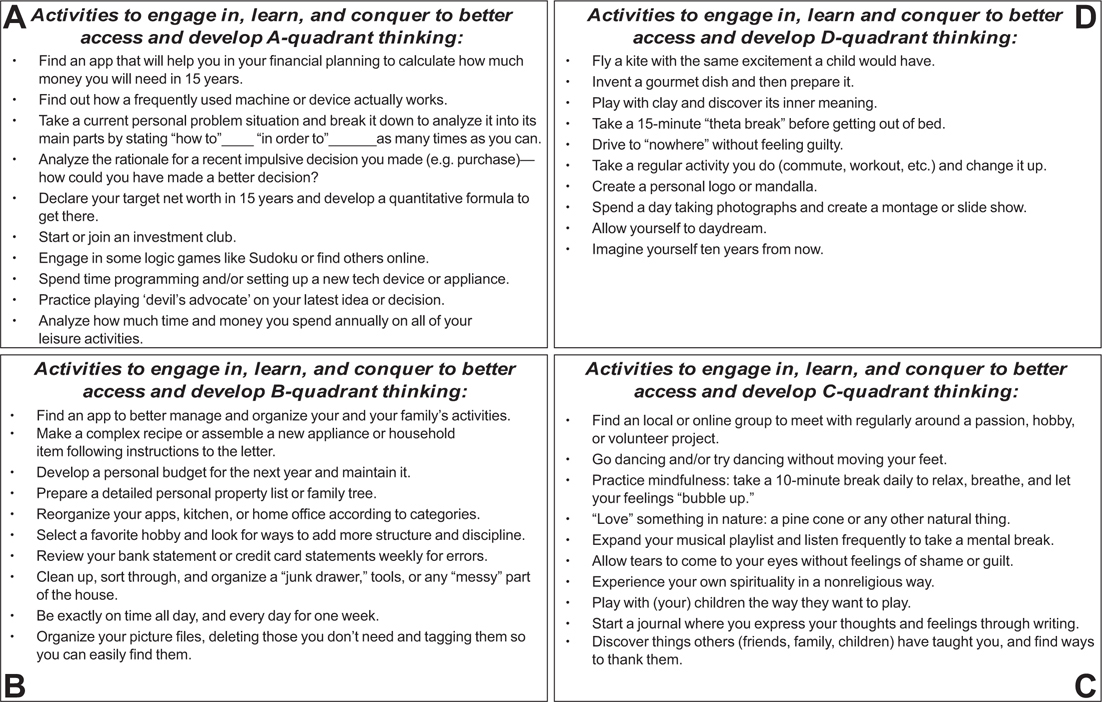 A
Activities to engage in, learn, and conquer to better
access and develop A-quadrant thinking:
• Find an app that will help you in your financial planning to calculate how much
money you will need in 15 years.
• Find out how a frequently used machine or device actually works.
• Take a current personal problem situation and break it down to analyze it into its
main parts by stating “how to”____ “in order to”______as many times as you can.
• Analyze the rationale for a recent impulsive decision you made (e.g. purchase)—
how could you have made a better decision?
• Declare your target net worth in 15 years and develop a quantitative formula to
get there.
• Start or join an investment club.
• Engage in some logic games like Sudoku or find others online.
• Spend time programming and/or setting up a new tech device or appliance.
• Practice playing ‘devil’s advocate’ on your latest idea or decision.
• Analyze how much time and money you spend annually on all of your
leisure activities.
D
Activities to engage in, learn and conquer to better
access and develop D-quadrant thinking:
• Fly a kite with the same excitement a child would have.
• Invent a gourmet dish and then prepare it.
• Play with clay and discover its inner meaning.
• Take a 15-minute “theta break” before getting out of bed.
• Drive to “nowhere” without feeling guilty.
• Take a regular activity you do (commute, workout, etc.) and change it up.
• Create a personal logo or mandalla.
• Spend a day taking photographs and create a montage or slide show.
• Allow yourself to daydream.
• Imagine yourself ten years from now.
Activities to engage in, learn, and conquer to better
access and develop B-quadrant thinking:
• Find an app to better manage and organize your and your family’s activities.
• Make a complex recipe or assemble a new appliance or household
item following instructions to the letter.
• Develop a personal budget for the next year and maintain it.
• Prepare a detailed personal property list or family tree.
• Reorganize your apps, kitchen, or home office according to categories.
• Select a favorite hobby and look for ways to add more structure and discipline.
• Review your bank statement or credit card statements weekly for errors.
• Clean up, sort through, and organize a “junk drawer,” tools, or any “messy” part
of the house.
• Be exactly on time all day, and every day for one week.
• Organize your picture files, deleting those you don’t need and tagging them so
you can easily find them.
B
Activities to engage in, learn, and conquer to better
access and develop C-quadrant thinking:
• Find an local or online group to meet with regularly around a passion, hobby,
or volunteer project.
• Go dancing and/or try dancing without moving your feet.
• Practice mindfulness: take a 10-minute break daily to relax, breathe, and let
your feelings “bubble up.”
• “Love” something in nature: a pine cone or any other natural thing.
• Expand your musical playlist and listen frequently to take a mental break.
• Allow tears to come to your eyes without feelings of shame or guilt.
• Experience your own spirituality in a nonreligious way.
• Play with (your) children the way they want to play.
• Start a journal where you express your thoughts and feelings through writing.
• Discover things others (friends, family, children) have taught you, and find ways
to thank them.
C